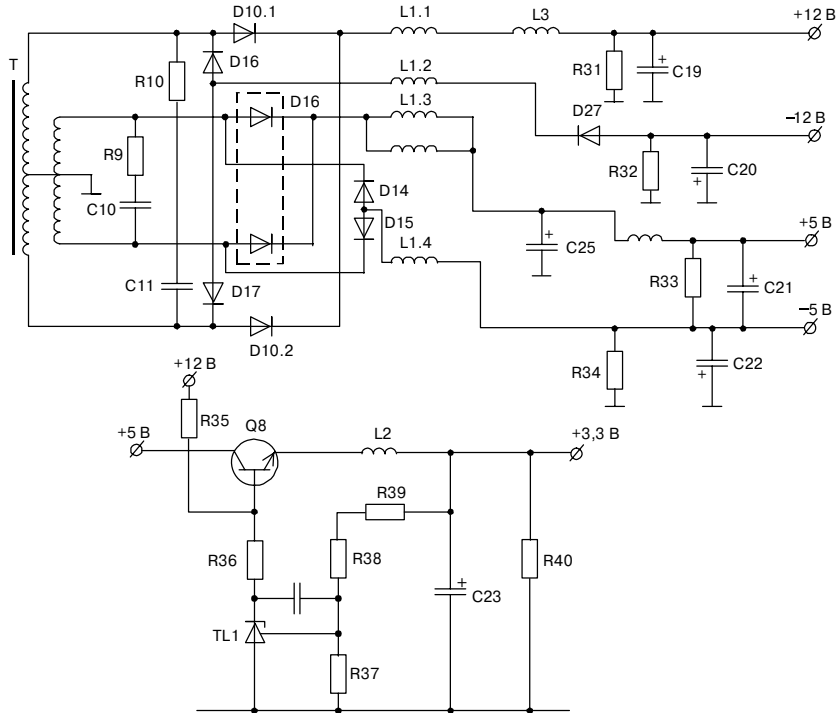 D10.1
L1.1
L3
+12 В
T
D16
R10
R31
+
C19
L1.2
D16
L1.3
D27
−12 В
R9
R32
+
C20
C10
D14
D15
+5 В
L1.4
+
C25
R33
+
C21
C11
D17
−5 В
D10.2
R34
+
C22
+12 В
R35
+5 В
Q8
L2
+3,3 В
R39
R36
R38
R40
+
C23
TL1
R37